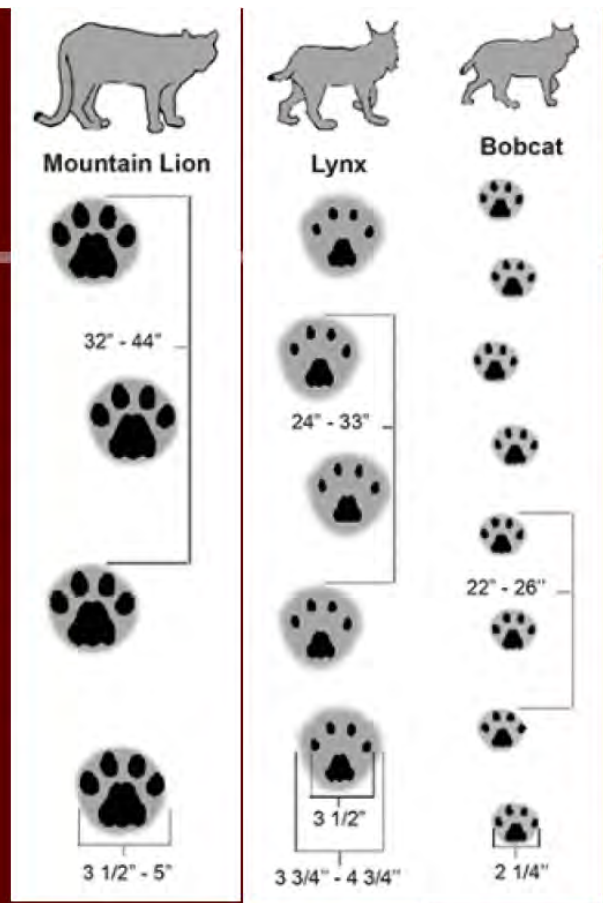 Mountain Lion
32" - 44"
3 1/2" - 5"
Lynx
24" - 33"
3 1/2"
3 3/4" - 4 3/4"
Bobcat
22" - 26"
2 1/4"